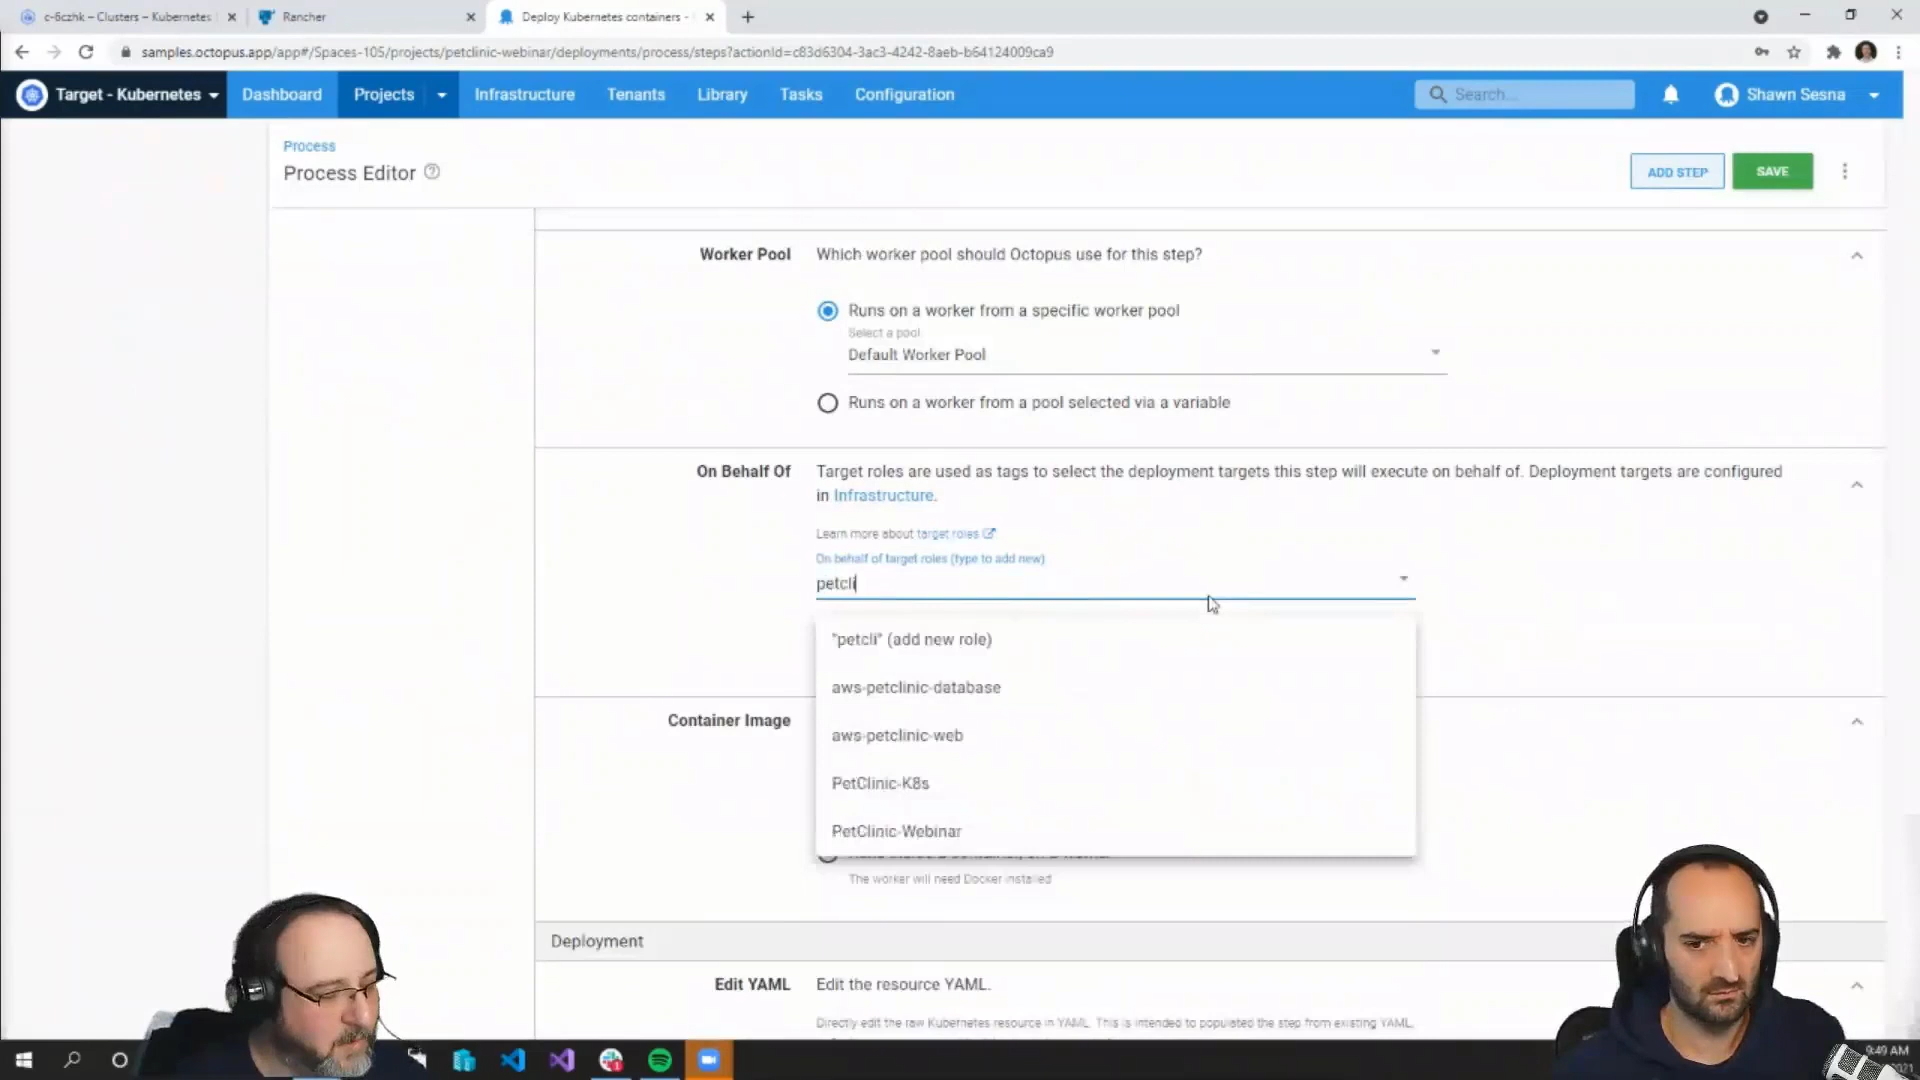 c-6czhk – Clusters – Kubernetes
Rancher
Deploy Kubernetes containers -
samples.octopus.app/app#/Spaces-105/projects/petclinic-webinar/deployments/process/steps?actionId=c83d6304-3ac3-4242-8aeb-b64124009ca9
Target - Kubernetes
Dashboard
Projects
Infrastructure
Tenants
Library
Tasks
Configuration
Search...
Shawn Sesna
Process
Process Editor
ADD STEP
SAVE
Worker Pool
Which worker pool should Octopus use for this step?
Runs on a worker from a specific worker pool
Select a pool
Default Worker Pool
Runs on a worker from a pool selected via a variable
On Behalf Of
Target roles are used as tags to select the deployment targets this step will execute on behalf of. Deployment targets are configured
in Infrastructure.
Learn more about target roles
On behalf of target roles (type to add new)
petcli
"petcli" (add new role)
aws-petclinic-database
aws-petclinic-web
PetClinic-K8s
PetClinic-Webinar
Container Image
The worker will need Docker installed
Deployment
Edit YAML
Edit the resource YAML.
Directly edit the raw Kubernetes resource in YAML. This is intended to populated the step from existing YAML.
9:49 AM